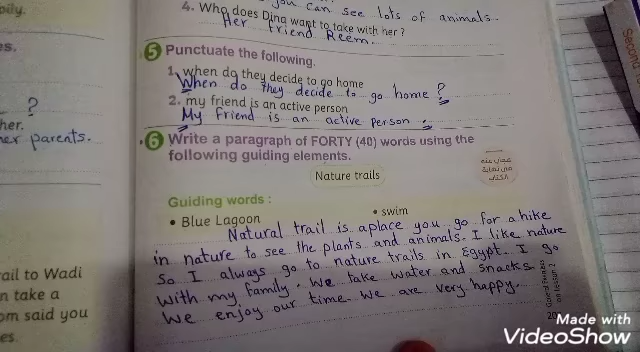 pily.
es.
?
her.
her parents.
rail to Wadi
n take a
om said you
es
you can see lots of animals.
4. Who does Dina want to take with her ?
Her friend Reem.
5 Punctuate the following.
1. when do they decide to go home
When do they decide to go home ?
2. my friend is an active person
My friend is an active person .
6 Write a paragraph of FORTY (40) words using the
following guiding elements.
Nature trails
Guiding words :
• Blue Lagoon • swim
Natural trail is aplace you go for a hike
in nature to see the plants and animals. I like nature
So I always go to nature trails in Egypt. I go
with my family. We take water and snacks.
We enjoy our time. We are very happy.
20
Made with
VideoShow